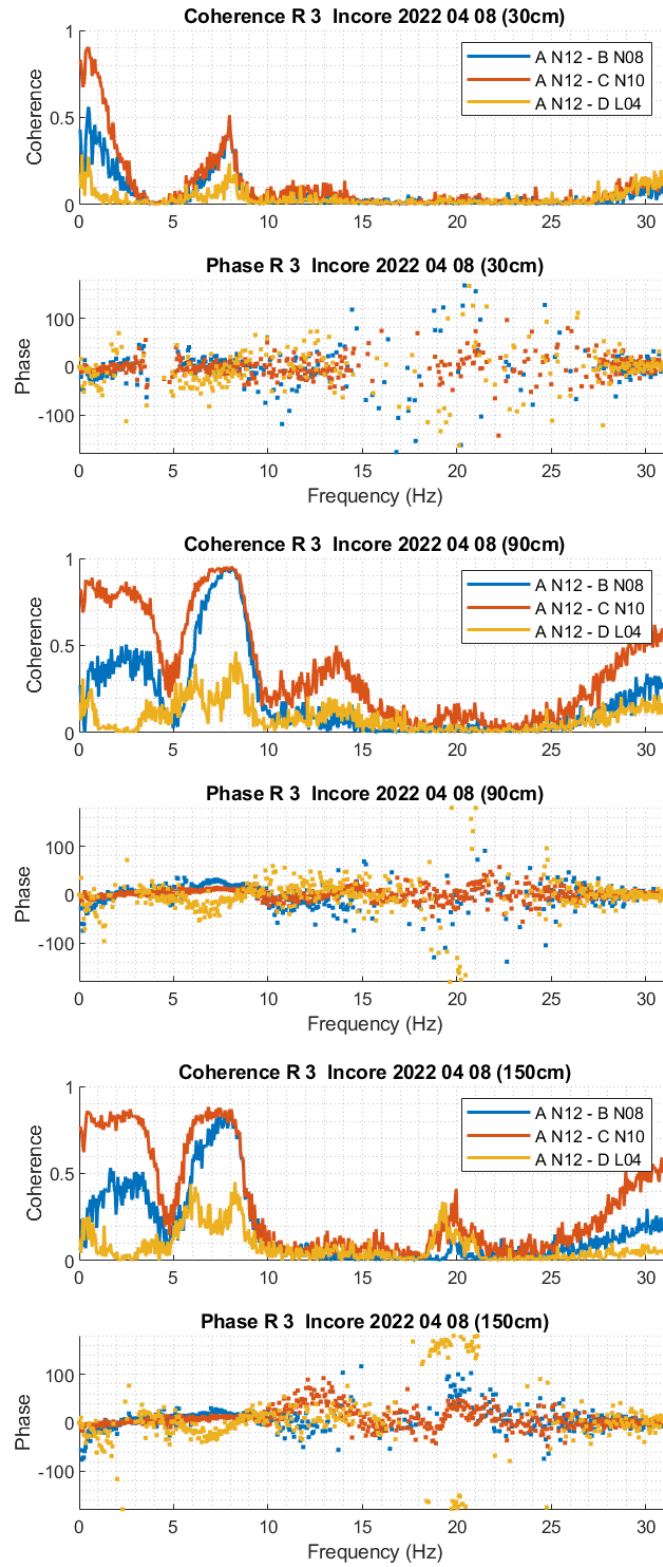 Coherence R 3 Incore 2022 04 08 (30cm)
1
0.5
0
Coherence
A N12 - B N08
A N12 - C N10
A N12 - D L04
0 5 10 15 20 25 30
Phase R 3 Incore 2022 04 08 (30cm)
100
0
-100
Phase
0 5 10 15 20 25 30
Frequency (Hz)
Coherence R 3 Incore 2022 04 08 (90cm)
1
0.5
0
Coherence
A N12 - B N08
A N12 - C N10
A N12 - D L04
0 5 10 15 20 25 30
Phase R 3 Incore 2022 04 08 (90cm)
100
0
-100
Phase
0 5 10 15 20 25 30
Frequency (Hz)
Coherence R 3 Incore 2022 04 08 (150cm)
1
0.5
0
Coherence
A N12 - B N08
A N12 - C N10
A N12 - D L04
0 5 10 15 20 25 30
Phase R 3 Incore 2022 04 08 (150cm)
100
0
-100
Phase
0 5 10 15 20 25 30
Frequency (Hz)